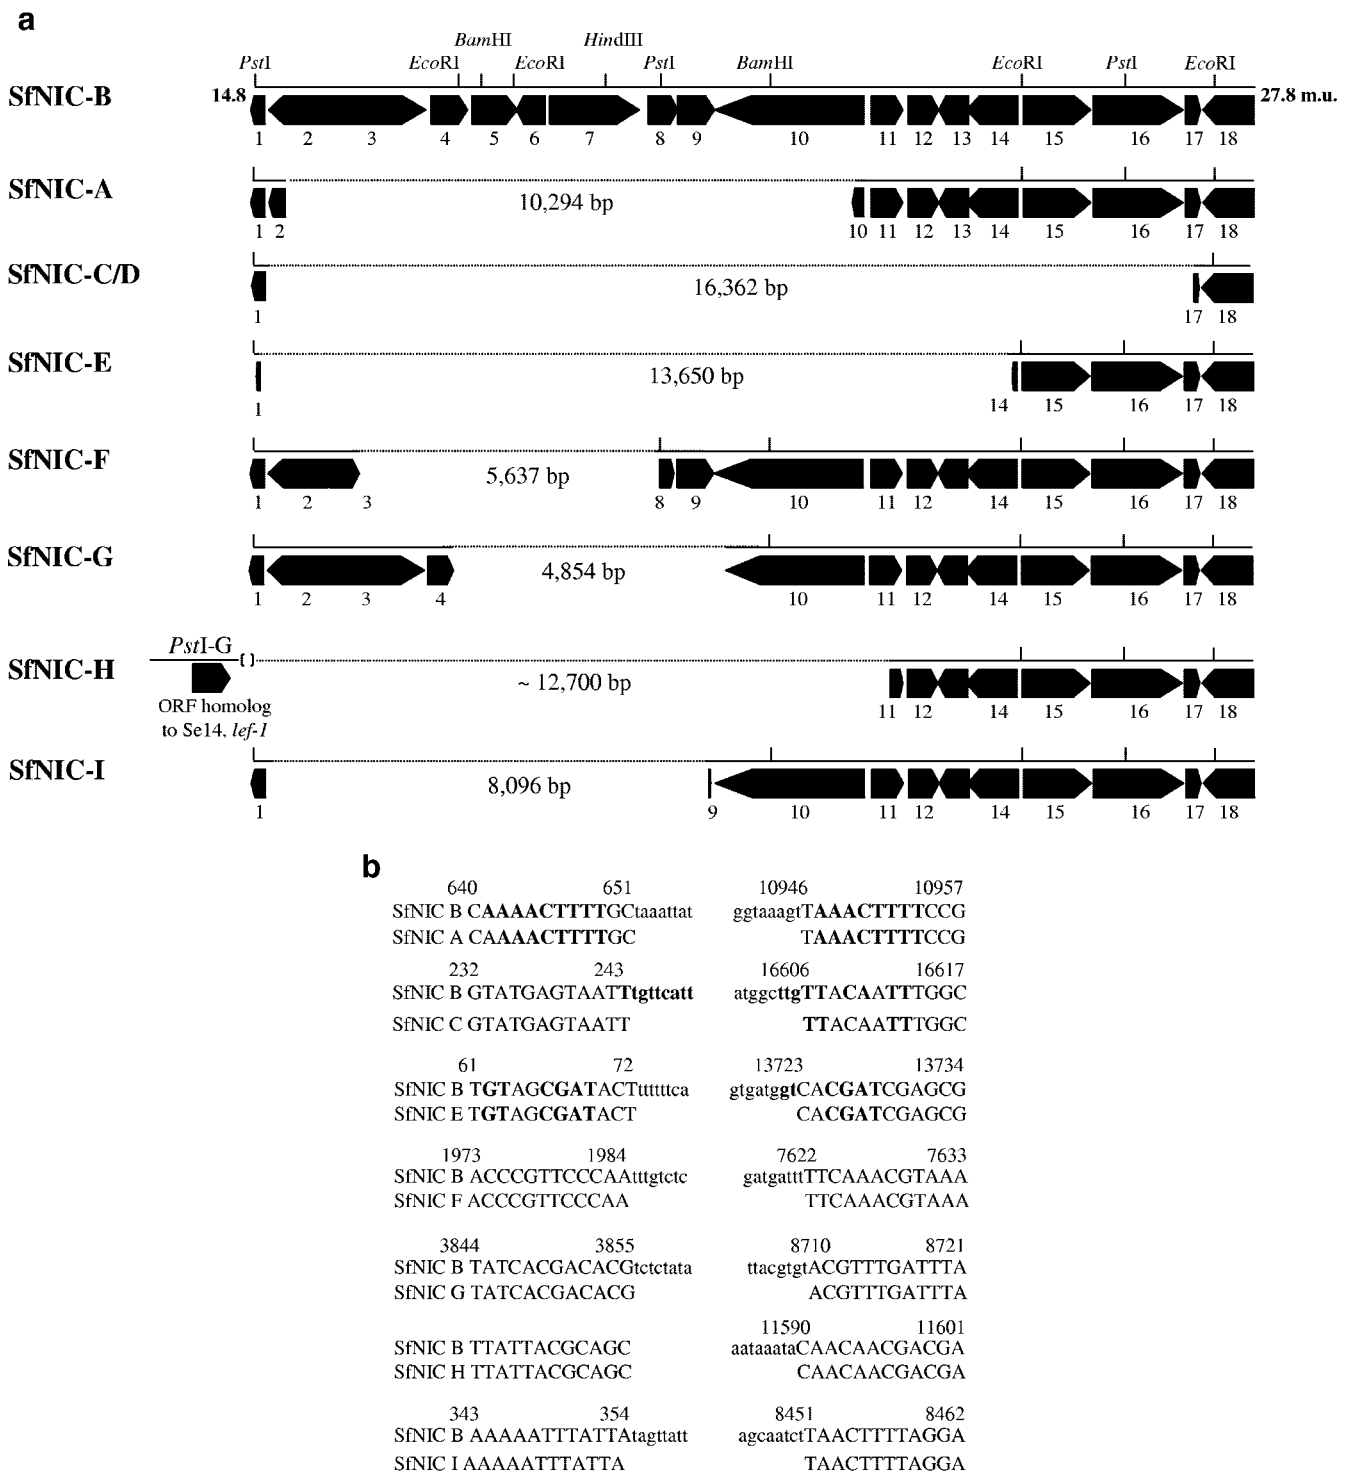 a
BamHI HindIII
PstI EcoRI EcoRI PstI BamHI EcoRI PstI EcoRI
SfNIC-B 14.8 27.8 m.u.
1 2 3 4 5 6 7 8 9 10 11 12 13 14 15 16 17 18
SfNIC-A 10,294 bp
1 2 10 11 12 13 14 15 16 17 18
SfNIC-C/D 16,362 bp
1 17 18
SfNIC-E 13,650 bp
1 14 15 16 17 18
SfNIC-F 5,637 bp
1 2 3 8 9 10 11 12 14 15 16 17 18
SfNIC-G 4,854 bp
1 2 3 4 10 11 12 14 15 16 17 18
PstI-G
SfNIC-H ( ) ~ 12,700 bp
ORF homolog 11 12 14 15 16 17 18
to Se14, lef-1
SfNIC-I 8,096 bp
1 9 10 11 12 14 15 16 17 18
b
640 651 10946 10957
SfNIC B CAAAACTTTTGCtaaattat ggtaaagtTAAACTTTTCCG
SfNIC A CAAAACTTTTGC TAAACTTTTCCG
232 243 16606 16617
SfNIC B GTATGAGTAATTtgttcatt atggcttgTTACAATTTGGC
SfNIC C GTATGAGTAATT TTACAATTTGGC
61 72 13723 13734
SfNIC B TGTAGCGATACTttttttca gtgatggtCACGATCGAGCG
SfNIC E TGTAGCGATACT CACGATCGAGCG
1973 1984 7622 7633
SfNIC B ACCCGTTCCCAAtttgtctc gatgatttTTCAAACGTAAA
SfNIC F ACCCGTTCCCAA TTCAAACGTAAA
3844 3855 8710 8721
SfNIC B TATCACGACACGtctctata ttacgtgtACGTTTGATTTA
SfNIC G TATCACGACACG ACGTTTGATTTA
11590 11601
SfNIC B TTATTACGCAGC aataaataCAACAACGACGA
SfNIC H TTATTACGCAGC CAACAACGACGA
343 354 8451 8462
SfNIC B AAAAATTTATTAtagttatt agcaatctTAACTTTTAGGA
SfNIC I AAAAATTTATTA TAACTTTTAGGA